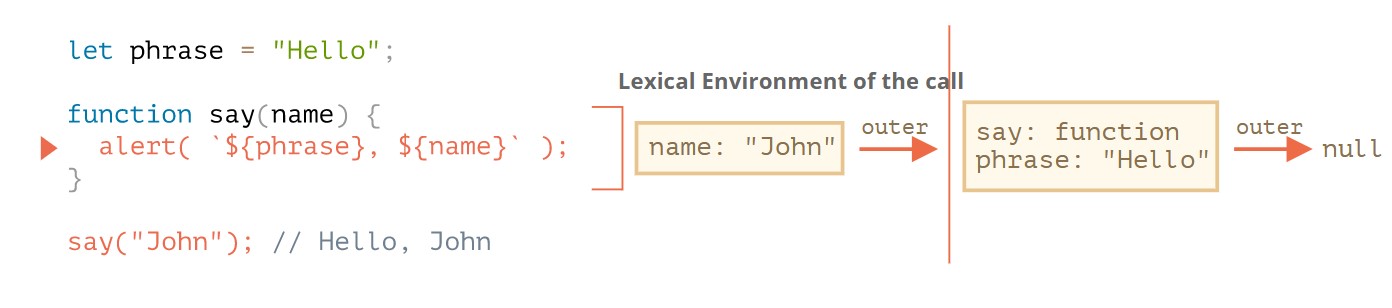 let phrase = "Hello";
function say(name) {
  alert( `${phrase}, ${name}` );
}
say("John"); // Hello, John
Lexical Environment of the call
name: "John"
outer
say: function
phrase: "Hello"
outer
null